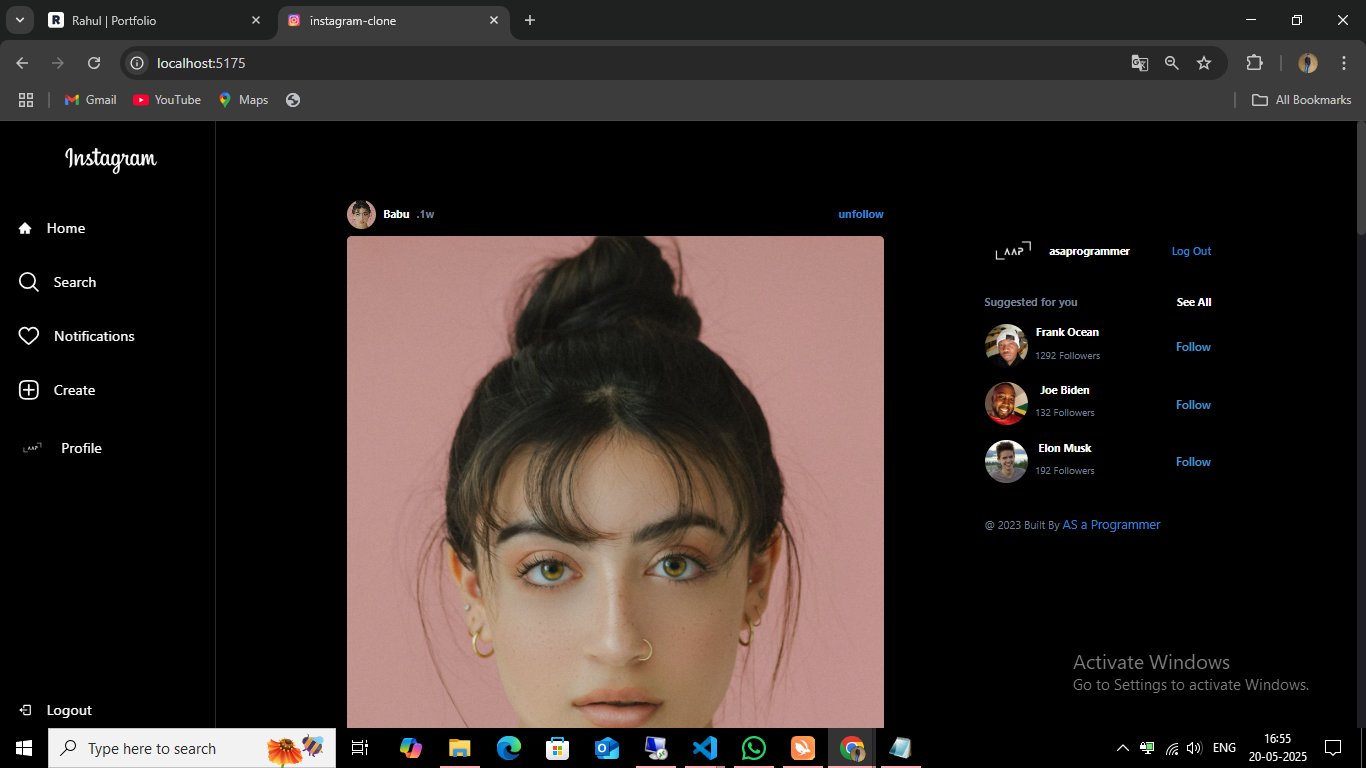 Rahul | Portfolio
instagram-clone
localhost:5175
Gmail
YouTube
Maps
All Bookmarks
Instagram
Home
Search
Notifications
Create
Profile
Logout
Babu .1w
unfollow
AAP
asaprogrammer
Log Out
Suggested for you
See All
Frank Ocean
1292 Followers
Follow
Joe Biden
132 Followers
Follow
Elon Musk
192 Followers
Follow
@ 2023 Built By AS a Programmer
Activate Windows
Go to Settings to activate Windows.
Type here to search
ENG
16:55
20-05-2025